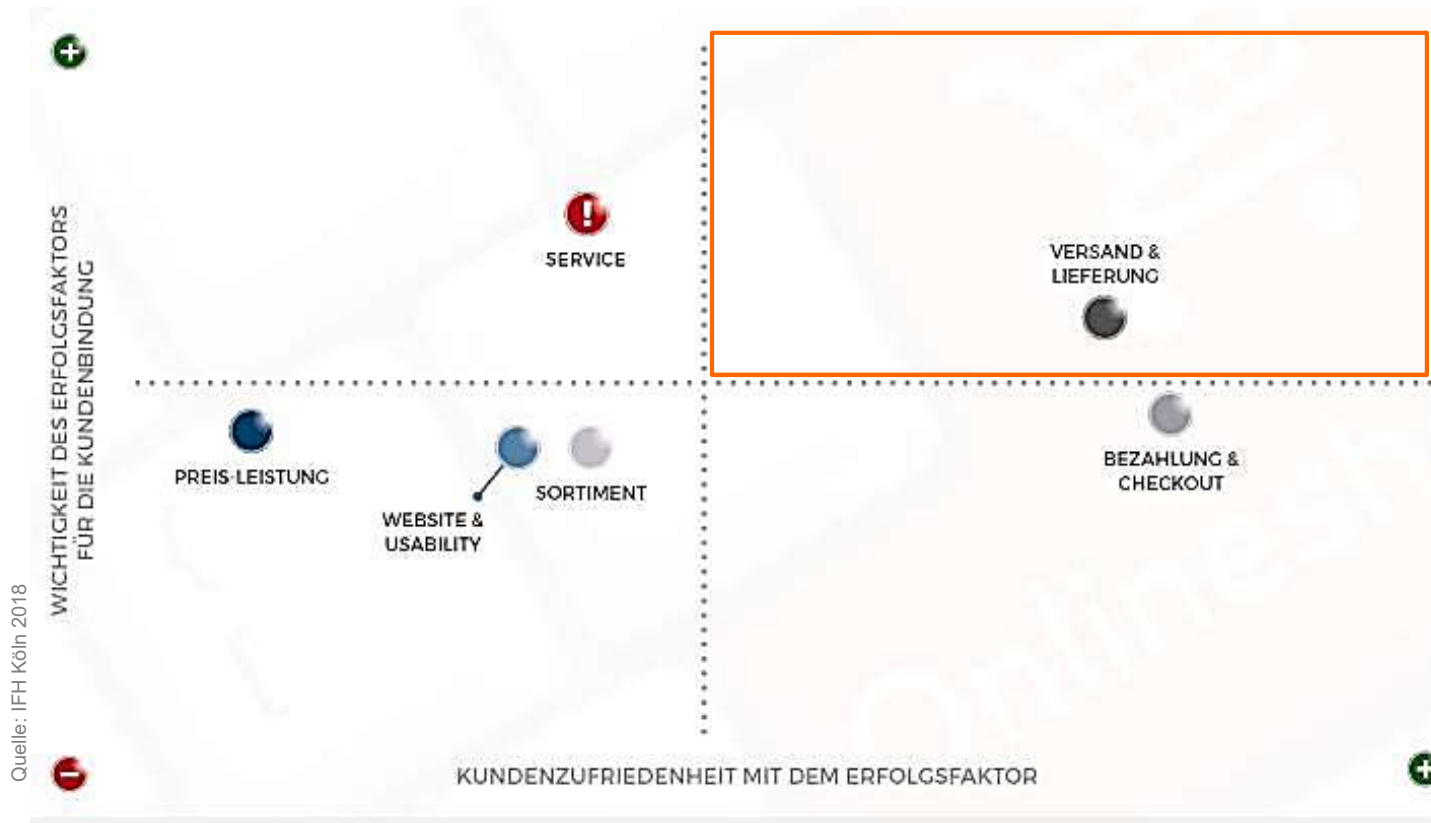 WICHTIGKEIT DES ERFOLGSFAKTORS
FÜR DIE KUNDENBINDUNG
SERVICE
VERSAND &
LIEFERUNG
PREIS-LEISTUNG
WEBSITE &
USABILITY
SORTIMENT
BEZAHLUNG &
CHECKOUT
KUNDENZUFRIEDENHEIT MIT DEM ERFOLGSFAKTOR
Quelle: IFH Köln 2018